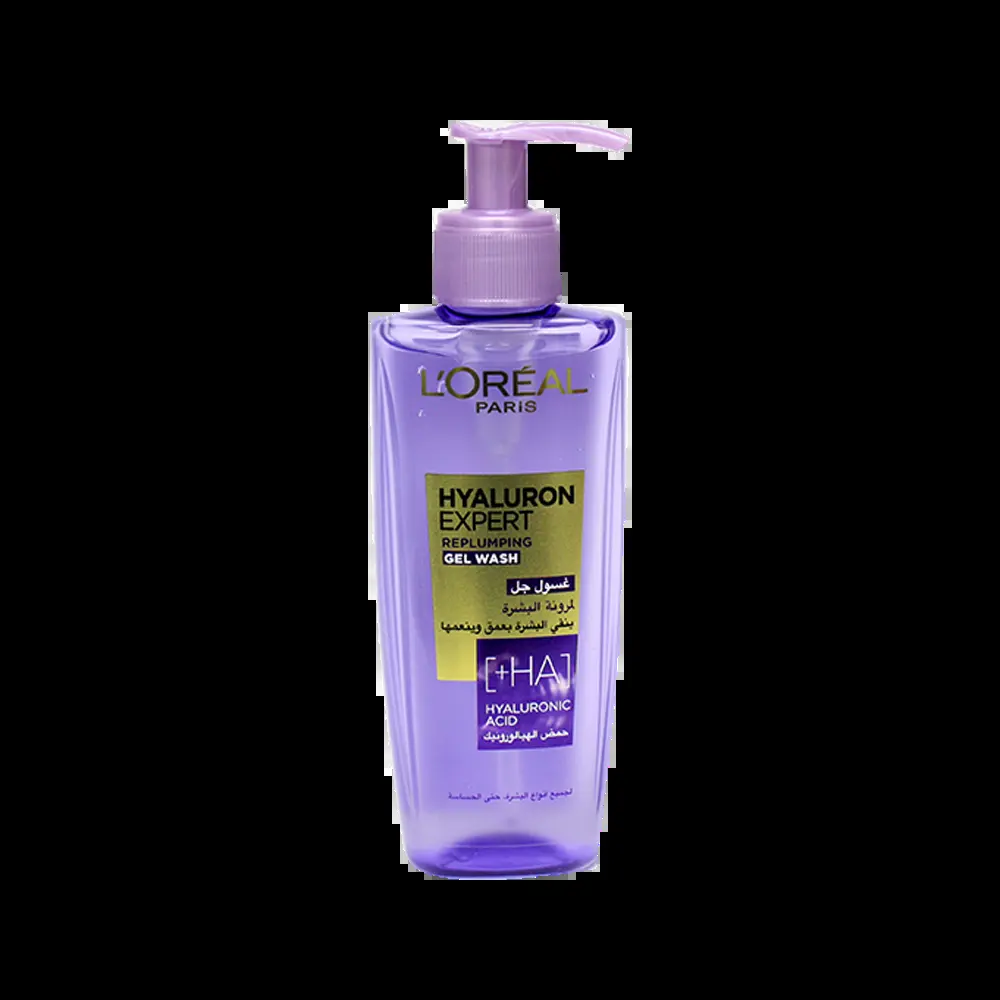 L'ORÉAL
PARIS
HYALURON
EXPERT
REPLUMPING
GEL WASH
غسول جل
لمرونة البشرة
ينقي البشرة بعمق وينعمها
[+HA]
HYALURONIC
ACID
حمض الهيالورونيك
لجميع أنواع البشرة، حتى الحساسة